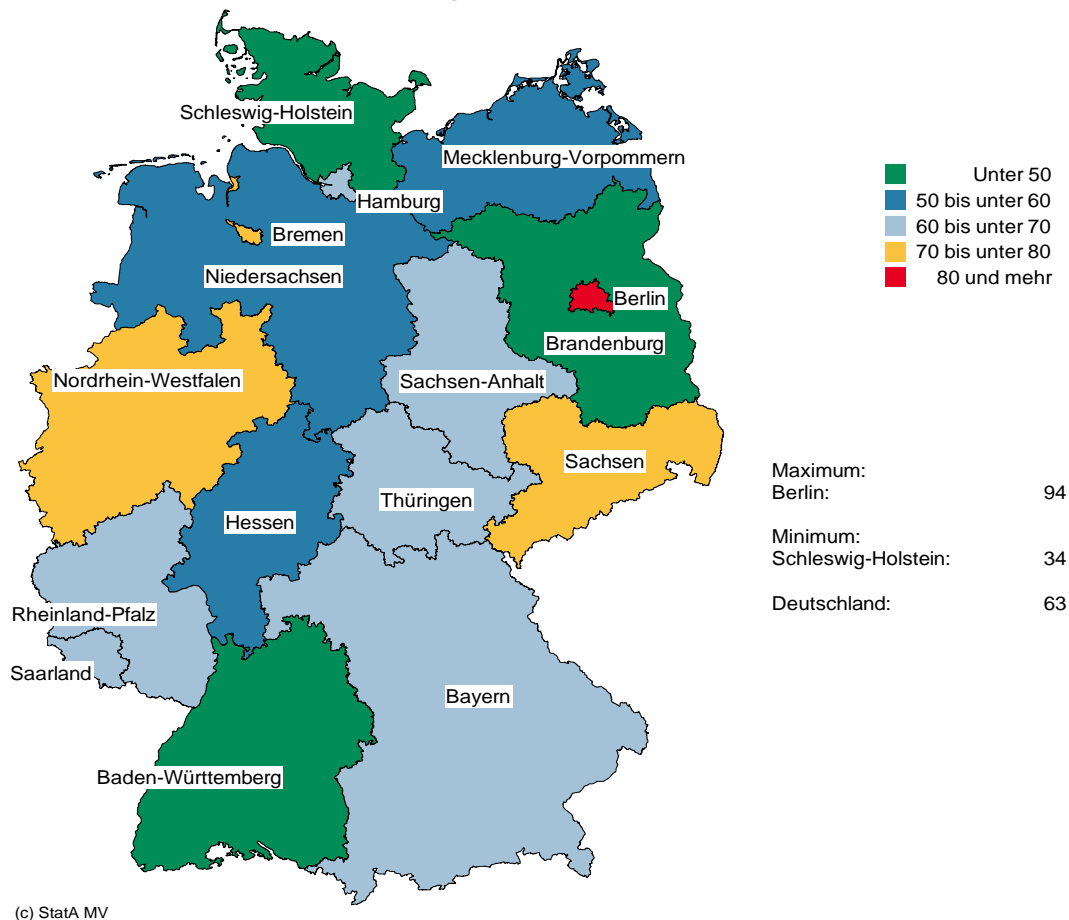 Schleswig-Holstein
Mecklenburg-Vorpommern
Hamburg
Bremen
Niedersachsen
Berlin
Brandenburg
Nordrhein-Westfalen
Sachsen-Anhalt
Sachsen
Thüringen
Hessen
Rheinland-Pfalz
Saarland
Bayern
Baden-Württemberg
Unter 50
50 bis unter 60
60 bis unter 70
70 bis unter 80
80 und mehr
Maximum:
Berlin: 94
Minimum:
Schleswig-Holstein: 34
Deutschland: 63
(c) StatA MV